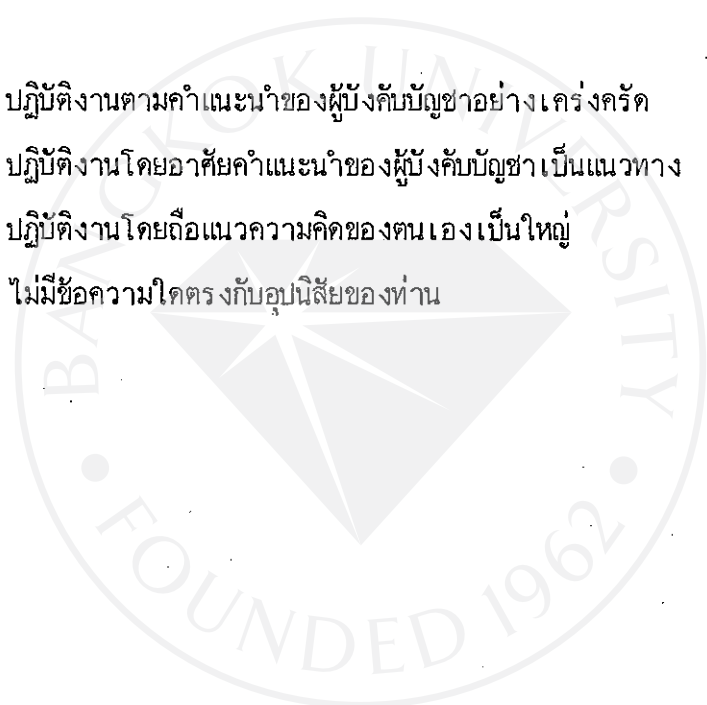 ปฏิบัติงานตามคำแนะนำของผู้บังคับบัญชาอย่างเคร่งครัด
ปฏิบัติงานโดยอาศัยคำแนะนำของผู้บังคับบัญชาเป็นแนวทาง
ปฏิบัติงานโดยถือแนวความคิดของตนเองเป็นใหญ่
ไม่มีข้อความใดตรงกับอุปนิสัยของท่าน
BANGKOK UNIVERSITY
FOUNDED 1962